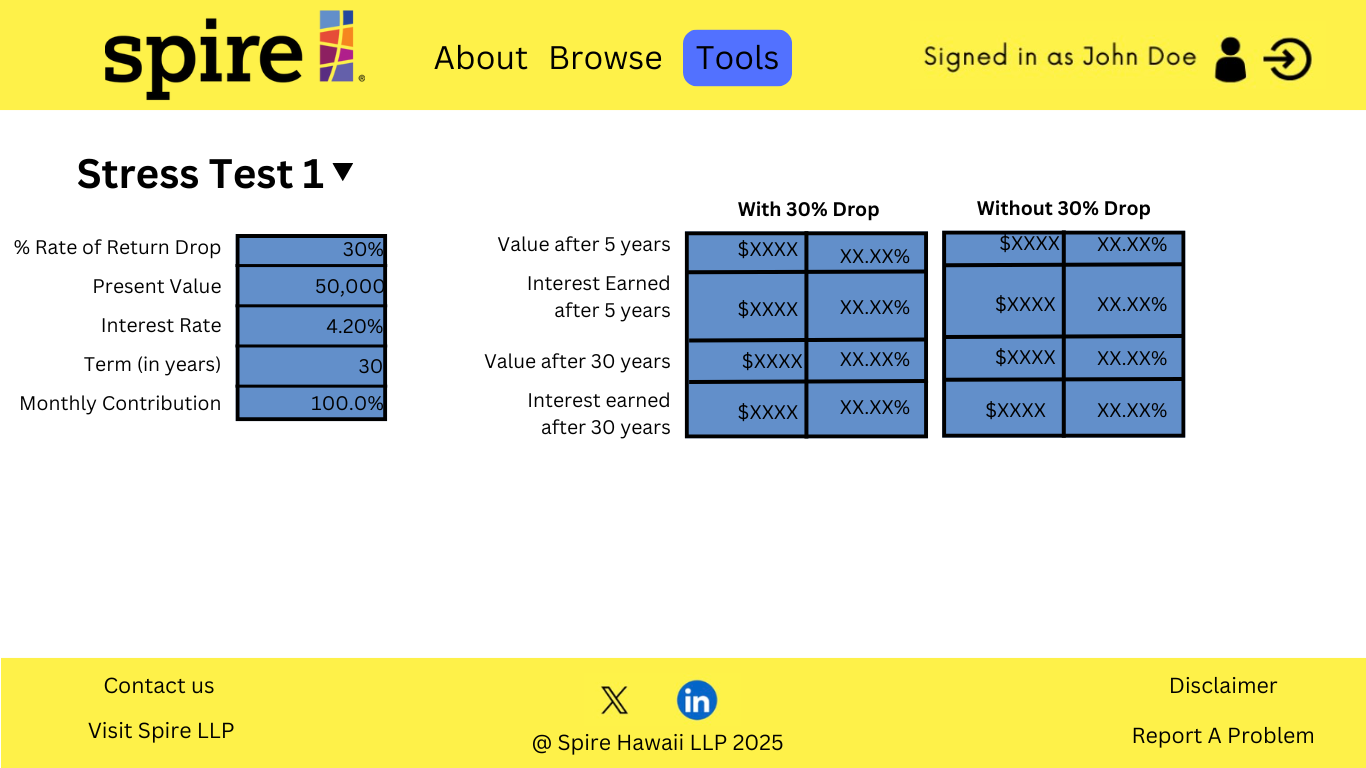 spire ®
About Browse Tools
Signed in as John Doe
Stress Test 1
% Rate of Return Drop 30%
Present Value 50,000
Interest Rate 4.20%
Term (in years) 30
Monthly Contribution 100.0%
With 30% Drop Without 30% Drop
Value after 5 years $XXXX XX.XX% $XXXX XX.XX%
Interest Earned
after 5 years $XXXX XX.XX% $XXXX XX.XX%
Value after 30 years $XXXX XX.XX% $XXXX XX.XX%
Interest earned
after 30 years $XXXX XX.XX% $XXXX XX.XX%
Contact us
Visit Spire LLP
X in
@ Spire Hawaii LLP 2025
Disclaimer
Report A Problem